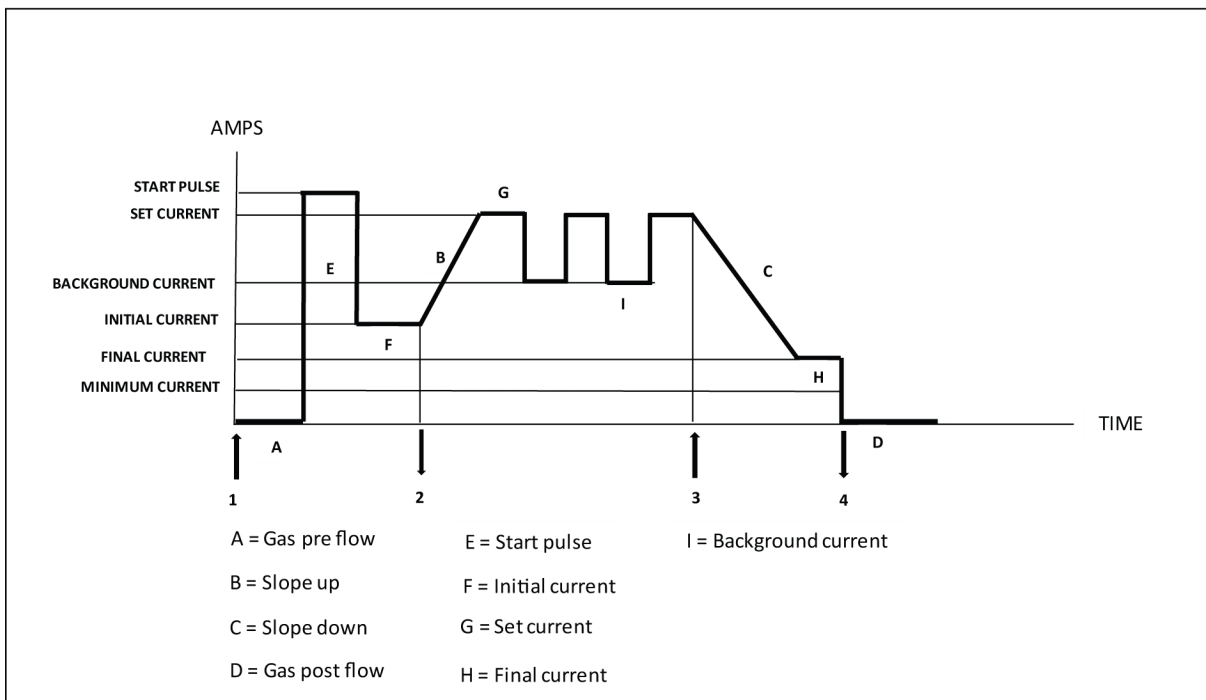 AMPS
START PULSE
SET CURRENT
G
B
E
BACKGROUND CURRENT
C
I
INITIAL CURRENT
F
FINAL CURRENT
H
MINIMUM CURRENT
TIME
A
D
1
2
3
4
A = Gas pre flow
E = Start pulse
I = Background current
B = Slope up
F = Initial current
C = Slope down
G = Set current
D = Gas post flow
H = Final current